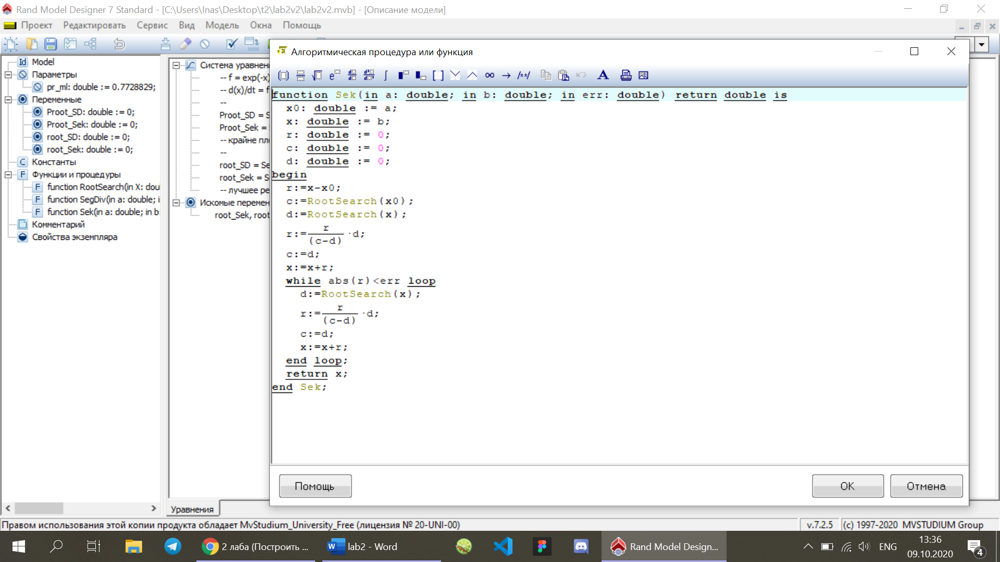 Rand Model Designer 7 Standard - [C:\Users\Inas\Desktop\t2\lab2v2\lab2v2.mvb] - [Описание модели]
Проект Редактировать Сервис Вид Модель Окна Помощь
Model
Параметры
pr_ml: double := 0.7728829;
Переменные
Proot_SD: double := 0;
Proot_Sek: double := 0;
root_SD: double := 0;
root_Sek: double := 0;
Константы
Функции и процедуры
function RootSearch(in X: dou
function SegDiv(in a: double; i
function Sek(in a: double; in b:
Комментарий
Свойства экземпляра
Система уравнен
-- f = exp(-x)
-- d(x)/dt = f
--
Proot_SD = S
Proot_Sek =
-- крайне пл
--
root_SD = Se
root_Sek = S
-- лучшее ре
Искомые перемен
root_Sek, root
Уравнения
Алгоритмическая процедура или функция
function Sek(in a: double; in b: double; in err: double) return double is
x0: double := a;
x: double := b;
r: double := 0;
c: double := 0;
d: double := 0;
begin
r:=x-x0;
c:=RootSearch(x0);
d:=RootSearch(x);
r:=r/(c-d)·d;
c:=d;
x:=x+r;
while abs(r)<err loop
d:=RootSearch(x);
r:=r/(c-d)·d;
c:=d;
x:=x+r;
end loop;
return x;
end Sek;
Помощь
OK
Отмена
Правом использования этой копии продукта обладает MvStudium_University_Free (лицензия № 20-UNI-00)
v.7.2.5
(c) 1997-2020 MVSTUDIUM Group
2 лаба (Построить ...
lab2 - Word
Rand Model Design...
ENG
13:36
09.10.2020
4